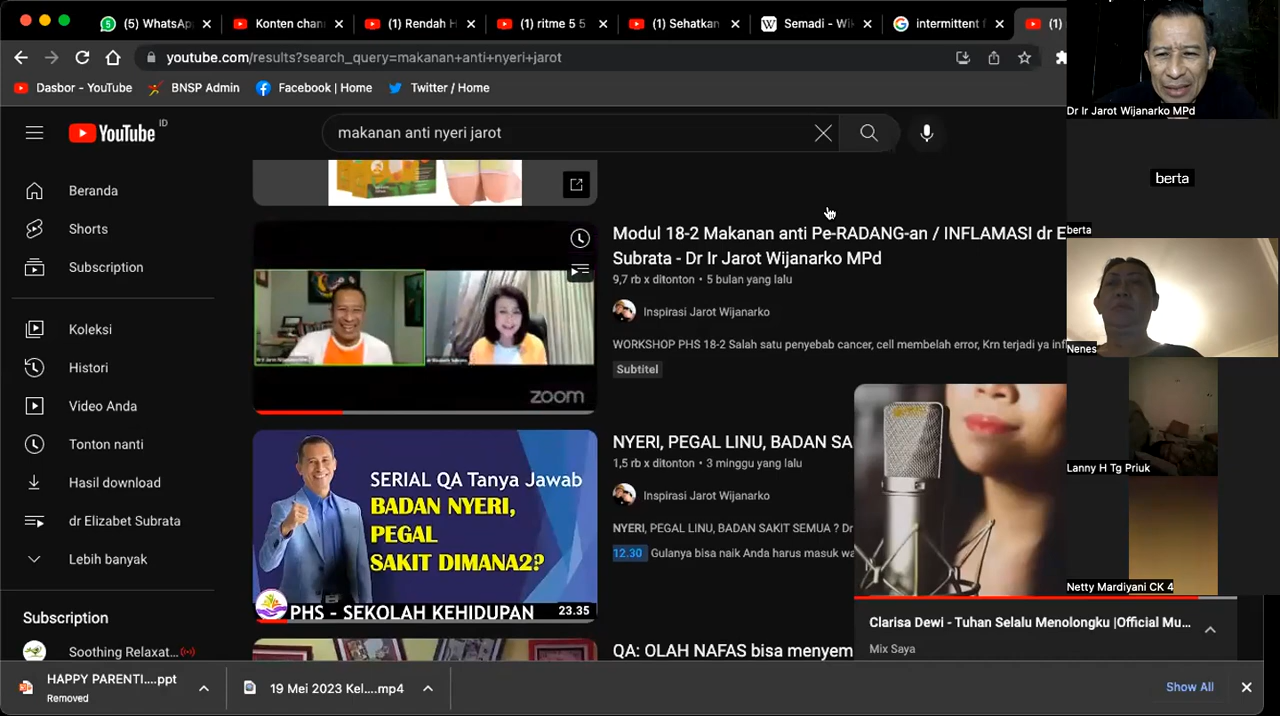 (5) WhatsAp
Konten chan
(1) Rendah H
(1) ritme 5 5
(1) Sehatkan
Semadi - Wik
intermittent f
youtube.com/results?search_query=makanan+anti+nyeri+jarot
Dasbor - YouTube
BNSP Admin
Facebook | Home
Twitter / Home
Dr Ir Jarot Wijanarko MPd
YouTube ID
makanan anti nyeri jarot
Beranda
Shorts
Subscription
Koleksi
Histori
Video Anda
Tonton nanti
Hasil download
dr Elizabet Subrata
Lebih banyak
Subscription
Soothing Relaxat...
zoom
Modul 18-2 Makanan anti Pe-RADANG-an / INFLAMASI dr E
Subrata - Dr Ir Jarot Wijanarko MPd
9,7 rb x ditonton • 5 bulan yang lalu
Inspirasi Jarot Wijanarko
WORKSHOP PHS 18-2 Salah satu penyebab cancer, cell membelah error, Krn terjadi ya inf
Subtitel
SERIAL QA Tanya Jawab
BADAN NYERI,
PEGAL
SAKIT DIMANA2?
PHS - SEKOLAH KEHIDUPAN
23.35
NYERI, PEGAL LINU, BADAN SA
1,5 rb x ditonton • 3 minggu yang lalu
Inspirasi Jarot Wijanarko
NYERI, PEGAL LINU, BADAN SAKIT SEMUA ? Dr
12.30 Gulanya bisa naik Anda harus masuk wa
QA: OLAH NAFAS bisa menyem
Clarisa Dewi - Tuhan Selalu Menolongku |Official Mu...
Mix Saya
berta
berta
Nenes
Lanny H Tg Priuk
Netty Mardiyani CK 4
HAPPY PARENTI....ppt
Removed
19 Mei 2023 Kel....mp4
Show All